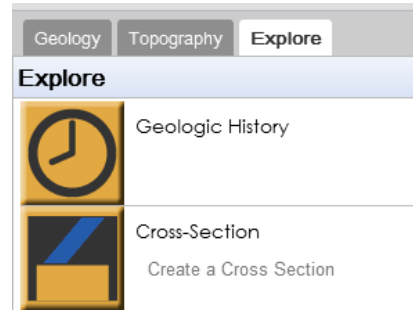 Geology Topography Explore
Explore
Geologic History
Cross-Section
Create a Cross Section